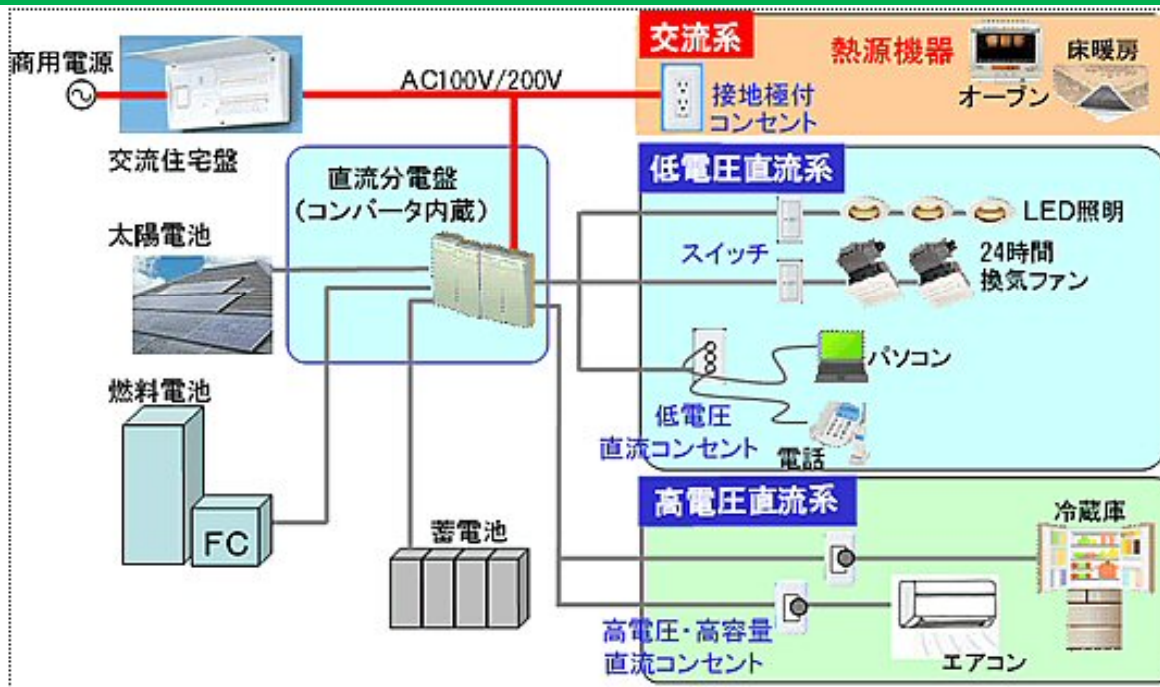 商用電源
交流住宅盤
AC100V/200V
交流系
接地極付
コンセント
熱源機器
オーブン
床暖房
直流分電盤
(コンバータ内蔵)
太陽電池
燃料電池
FC
蓄電池
低電圧直流系
スイッチ
LED照明
24時間
換気ファン
パソコン
低電圧
直流コンセント
電話
高電圧直流系
冷蔵庫
高電圧・高容量
直流コンセント
エアコン